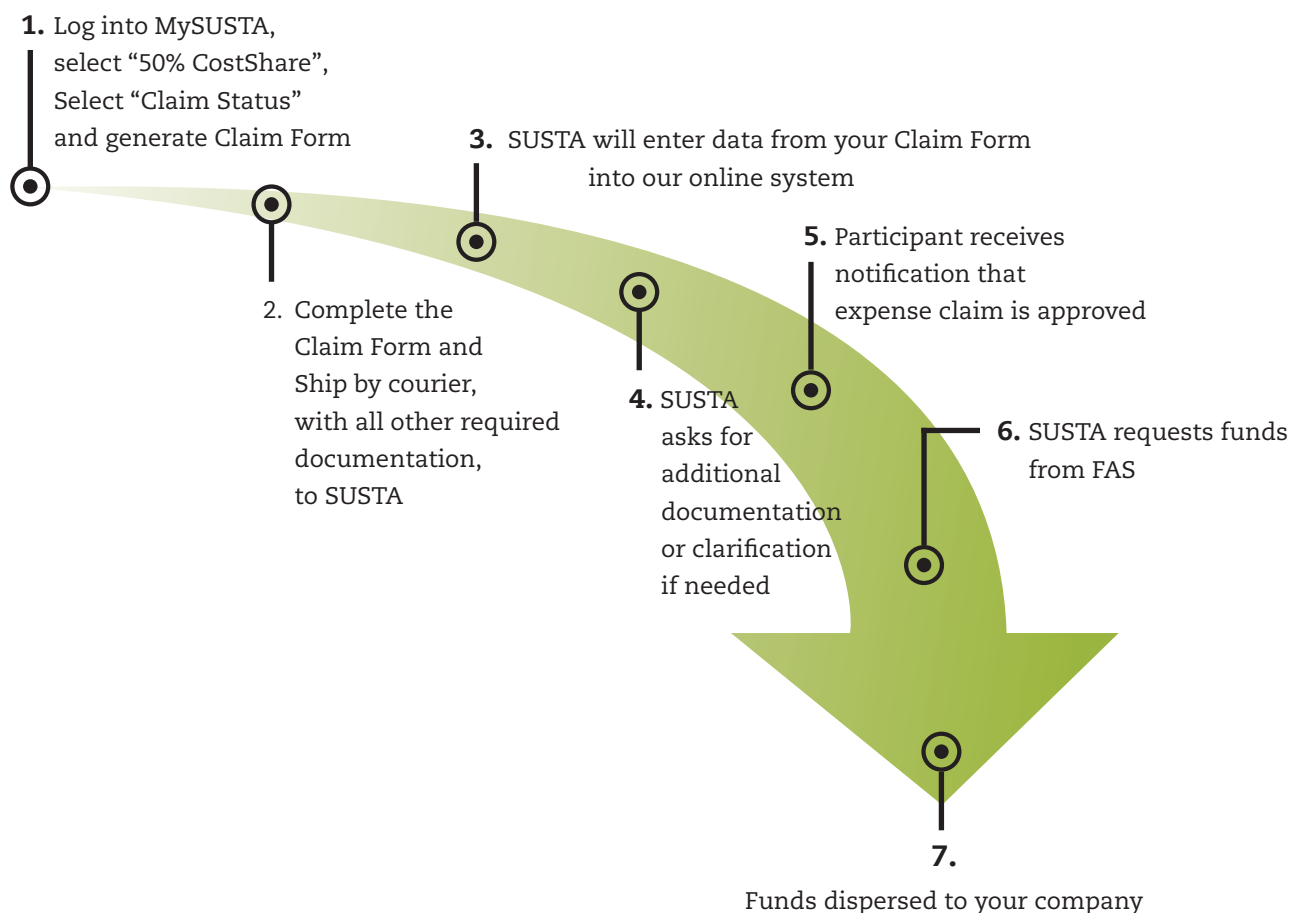 1. Log into MySUSTA,
select “50% CostShare”,
Select “Claim Status”
and generate Claim Form
2. Complete the
Claim Form and
Ship by courier,
with all other required
documentation,
to SUSTA
3. SUSTA will enter data from your Claim Form
into our online system
4. SUSTA
asks for
additional
documentation
or clarification
if needed
5. Participant receives
notification that
expense claim is approved
6. SUSTA requests funds
from FAS
7.
Funds dispersed to your company